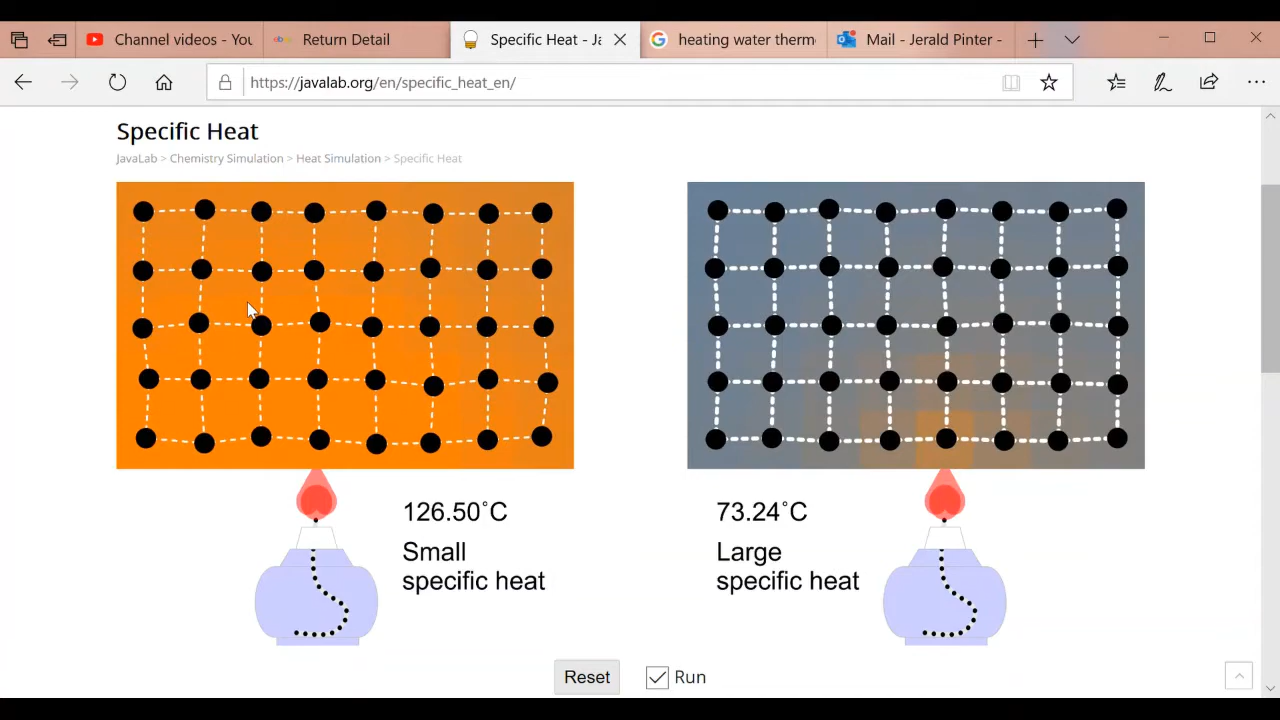 Channel videos - You
Return Detail
Specific Heat - Ja
heating water therm
Mail - Jerald Pinter -
https://javalab.org/en/specific_heat_en/
Specific Heat
JavaLab > Chemistry Simulation > Heat Simulation > Specific Heat
126.50°C
Small
specific heat
73.24°C
Large
specific heat
Reset
Run